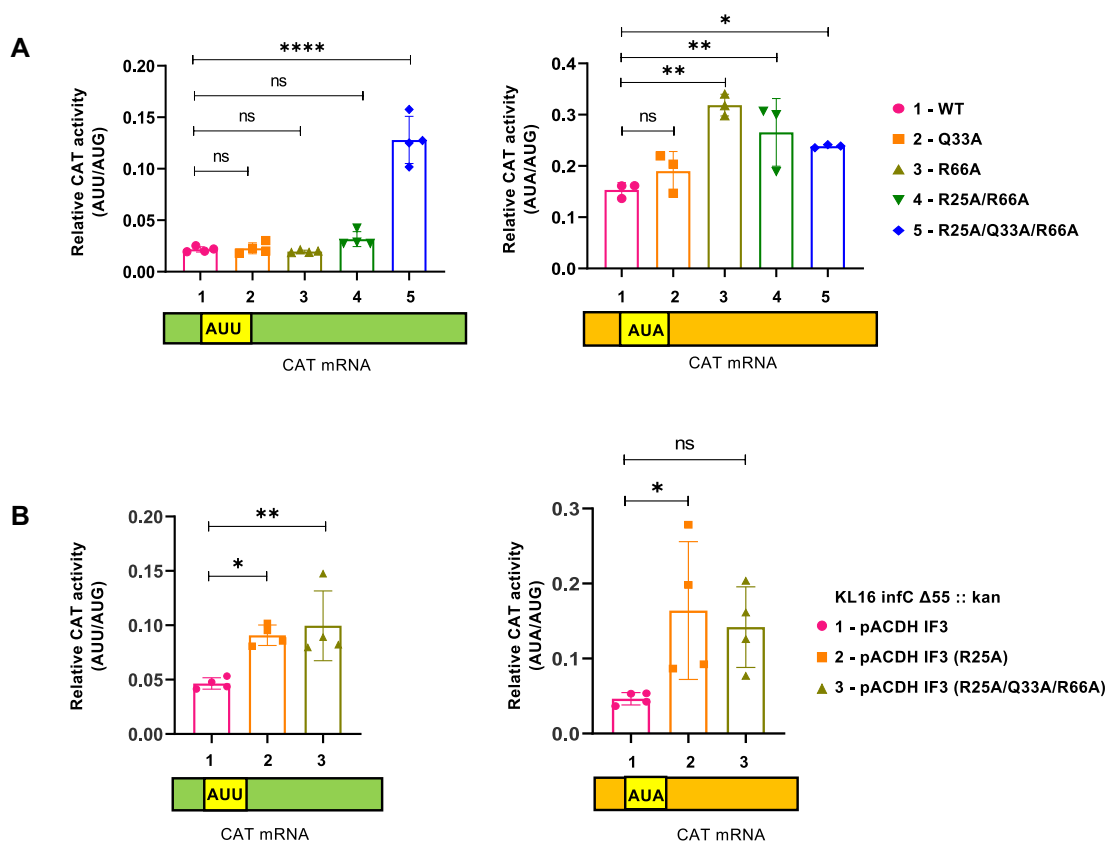 A
Relative CAT activity
(AUU/AUG)
0.20
0.15
0.10
0.05
0.00
****
ns
ns
ns
1 2 3 4 5
AUU
CAT mRNA
Relative CAT activity
(AUA/AUG)
0.4
0.3
0.2
0.1
0.0
*
**
**
ns
1 2 3 4 5
AUA
CAT mRNA
1 - WT
2 - Q33A
3 - R66A
4 - R25A/R66A
5 - R25A/Q33A/R66A
B
Relative CAT activity
(AUU/AUG)
0.20
0.15
0.10
0.05
0.00
**
*
1 2 3
AUU
CAT mRNA
Relative CAT activity
(AUA/AUG)
0.3
0.2
0.1
0.0
ns
*
1 2 3
AUA
CAT mRNA
KL16 infC Δ55 :: kan
1 - pACDH IF3
2 - pACDH IF3 (R25A)
3 - pACDH IF3 (R25A/Q33A/R66A)